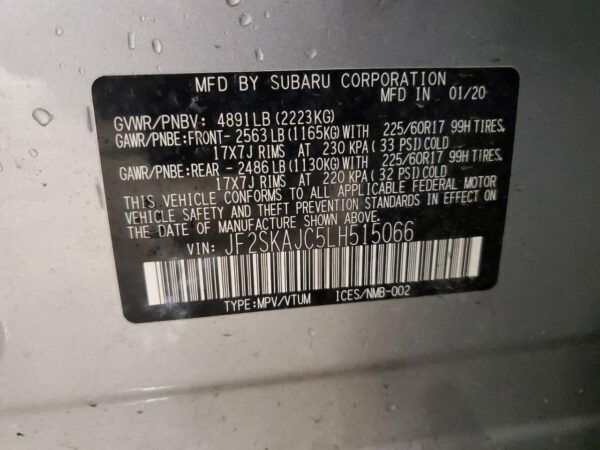 MFD BY SUBARU CORPORATION
MFD IN 01/20
GVWR/PNBV: 4891LB (2223KG)
GAWR/PNBE:FRONT- 2563LB (1165KG)WITH 225/60R17 99H TIRES,
17X7J RIMS AT 230 KPA( 33 PSI)COLD
GAWR/PNBE:REAR - 2486LB (1130KG)WITH 225/60R17 99H TIRES,
17X7J RIMS AT 220 KPA( 32 PSI)COLD
THIS VEHICLE CONFORMS TO ALL APPLICABLE FEDERAL MOTOR
VEHICLE SAFETY AND THEFT PREVENTION STANDARDS IN EFFECT ON
THE DATE OF MANUFACTURE SHOWN ABOVE.
VIN: JF2SKAJC5LH515066
TYPE:MPV/VTUM ICES/NMB-002